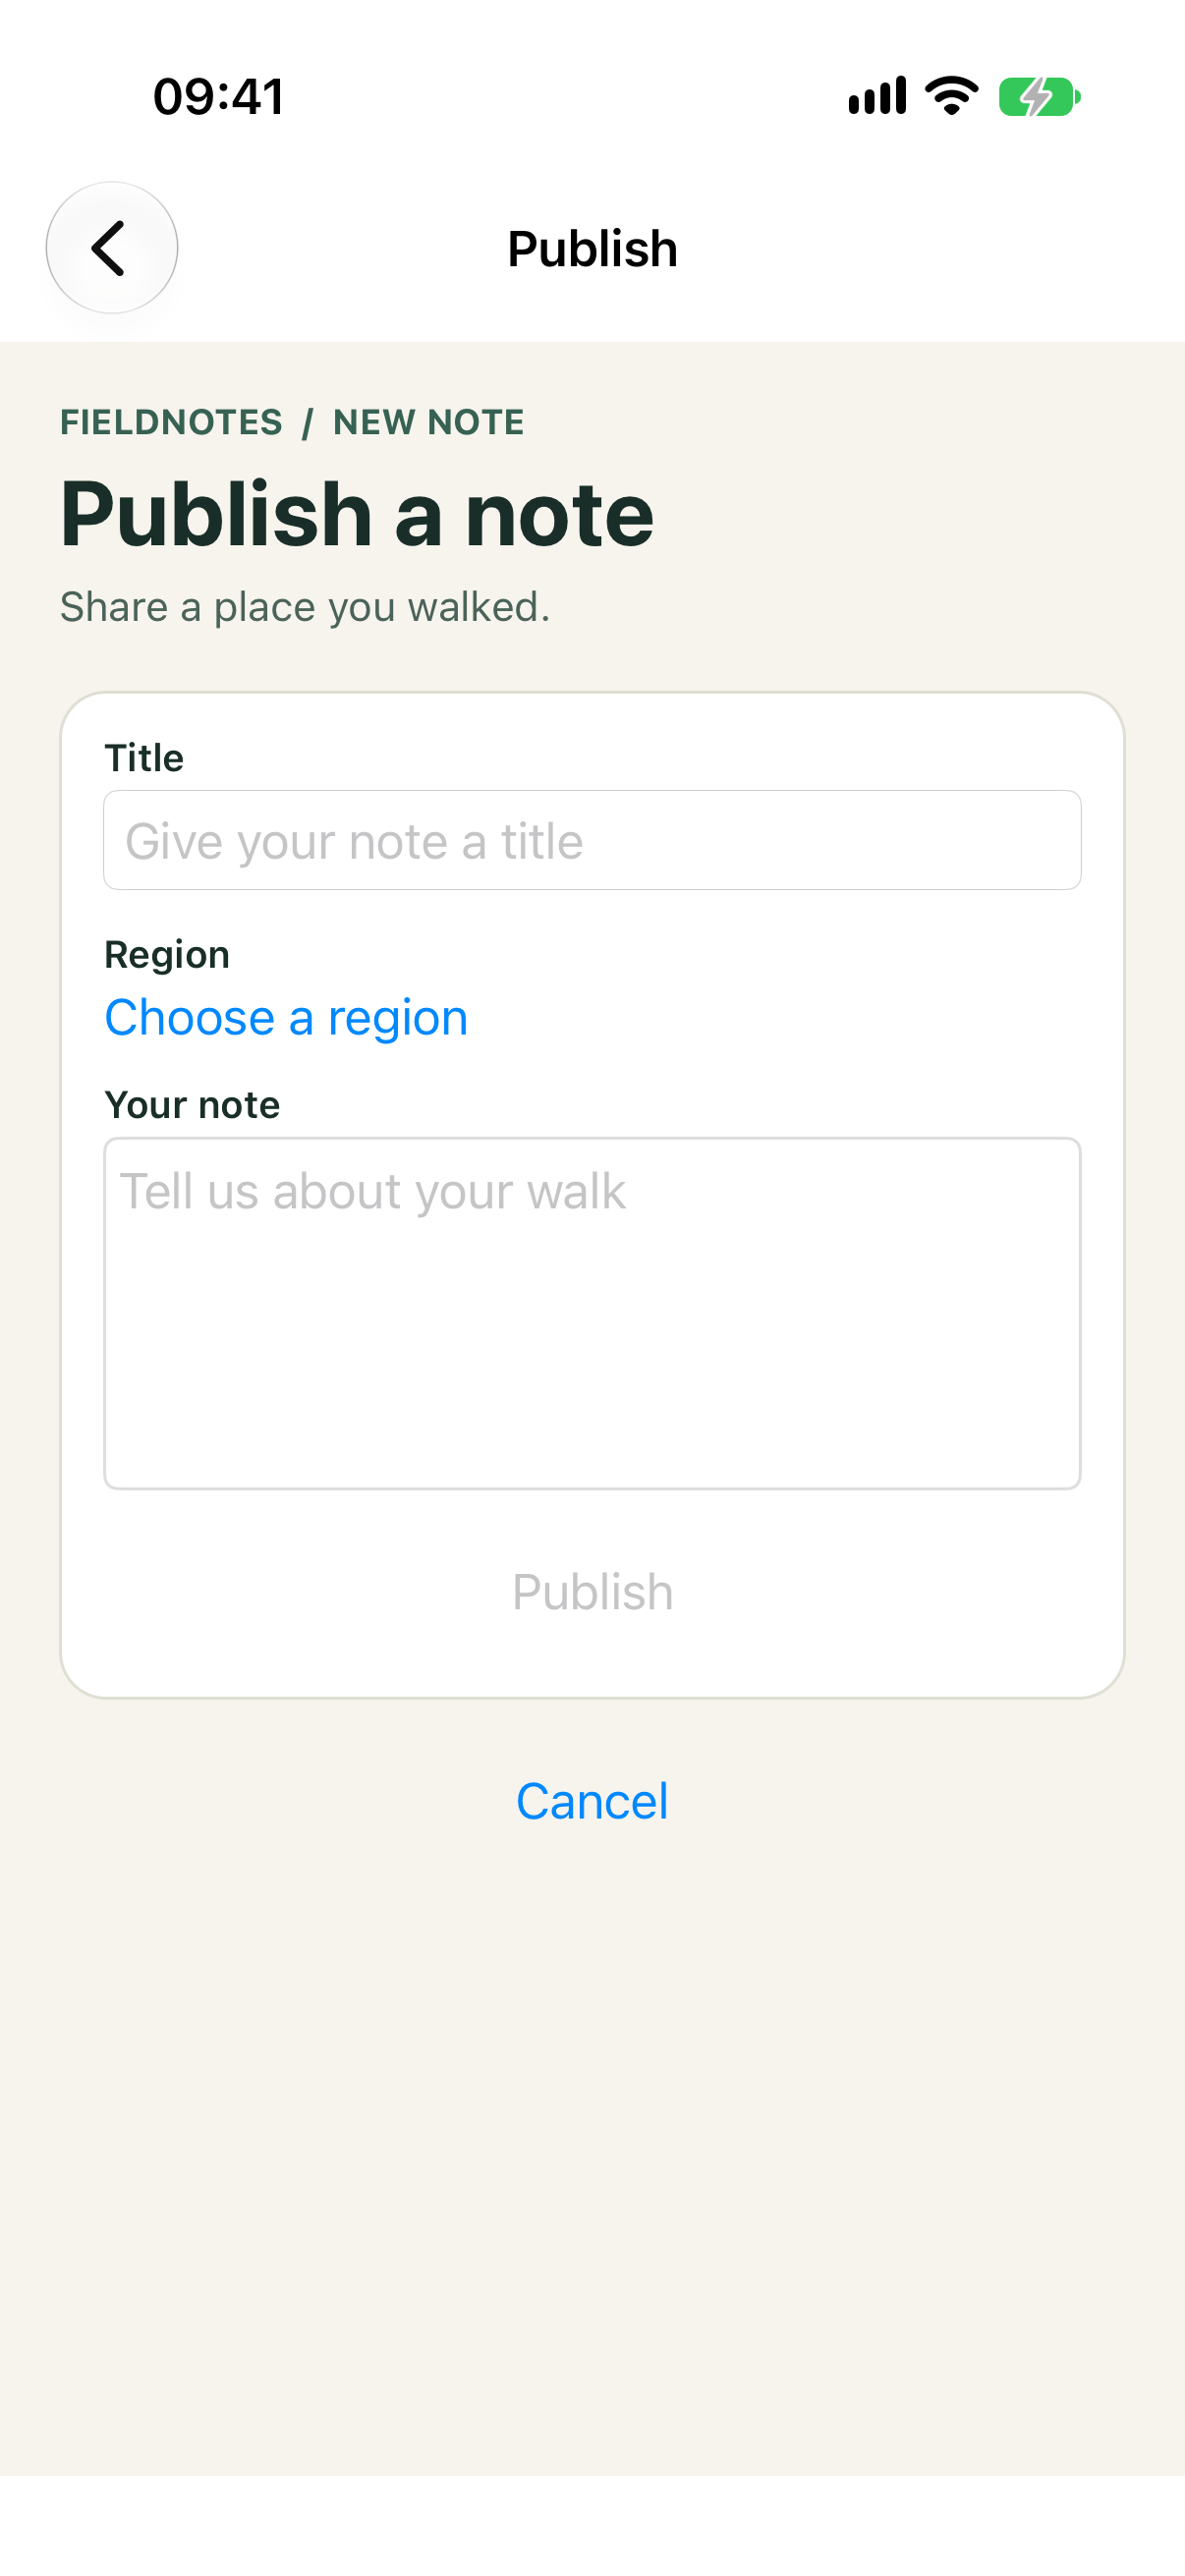 09:41
Publish
FIELDNOTES / NEW NOTE
Publish a note
Share a place you walked.
Title
Give your note a title
Region
Choose a region
Your note
Tell us about your walk
Publish
Cancel